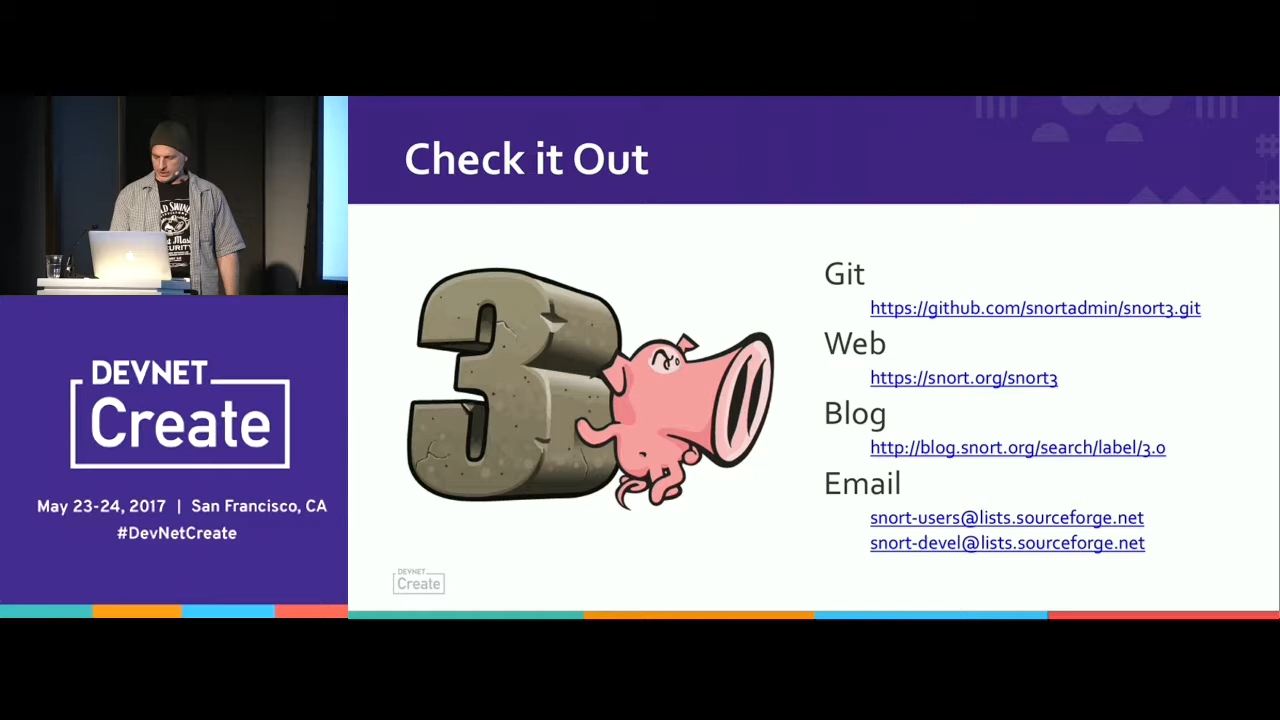 Check it Out
Git
https://github.com/snortadmin/snort3.git
Web
https://snort.org/snort3
Blog
http://blog.snort.org/search/label/3.0
Email
snort-users@lists.sourceforge.net
snort-devel@lists.sourceforge.net
3
DEVNET
Create
DEVNET
Create
May 23-24, 2017 | San Francisco, CA
#DevNetCreate